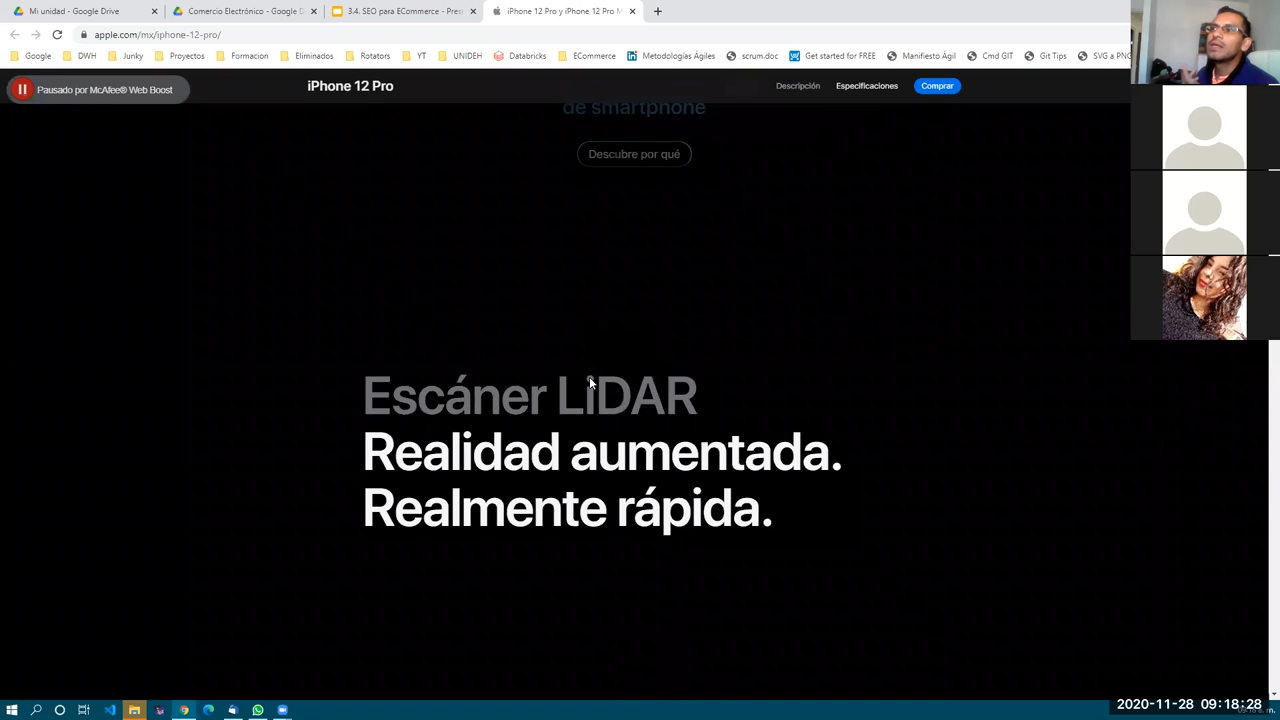 Mi unidad - Google Drive
Comercio Electrónico - Google D
3.4. SEO para ECommerce - Pres
iPhone 12 Pro y iPhone 12 Pro M
apple.com/mx/iphone-12-pro/
Google
DWH
Junky
Proyectos
Formacion
Eliminados
Rotators
YT
UNIDEH
Databricks
ECommerce
Metodologías Ágiles
scrum.doc
Get started for FREE
Manifiesto Ágil
Cmd GIT
Git Tips
SVG a PNG
Pausado por McAfee® Web Boost
iPhone 12 Pro
Descripción
Especificaciones
Comprar
de smartphone
Descubre por qué
Escáner LiDAR
Realidad aumentada.
Realmente rápida.
2020-11-28 09:18:28